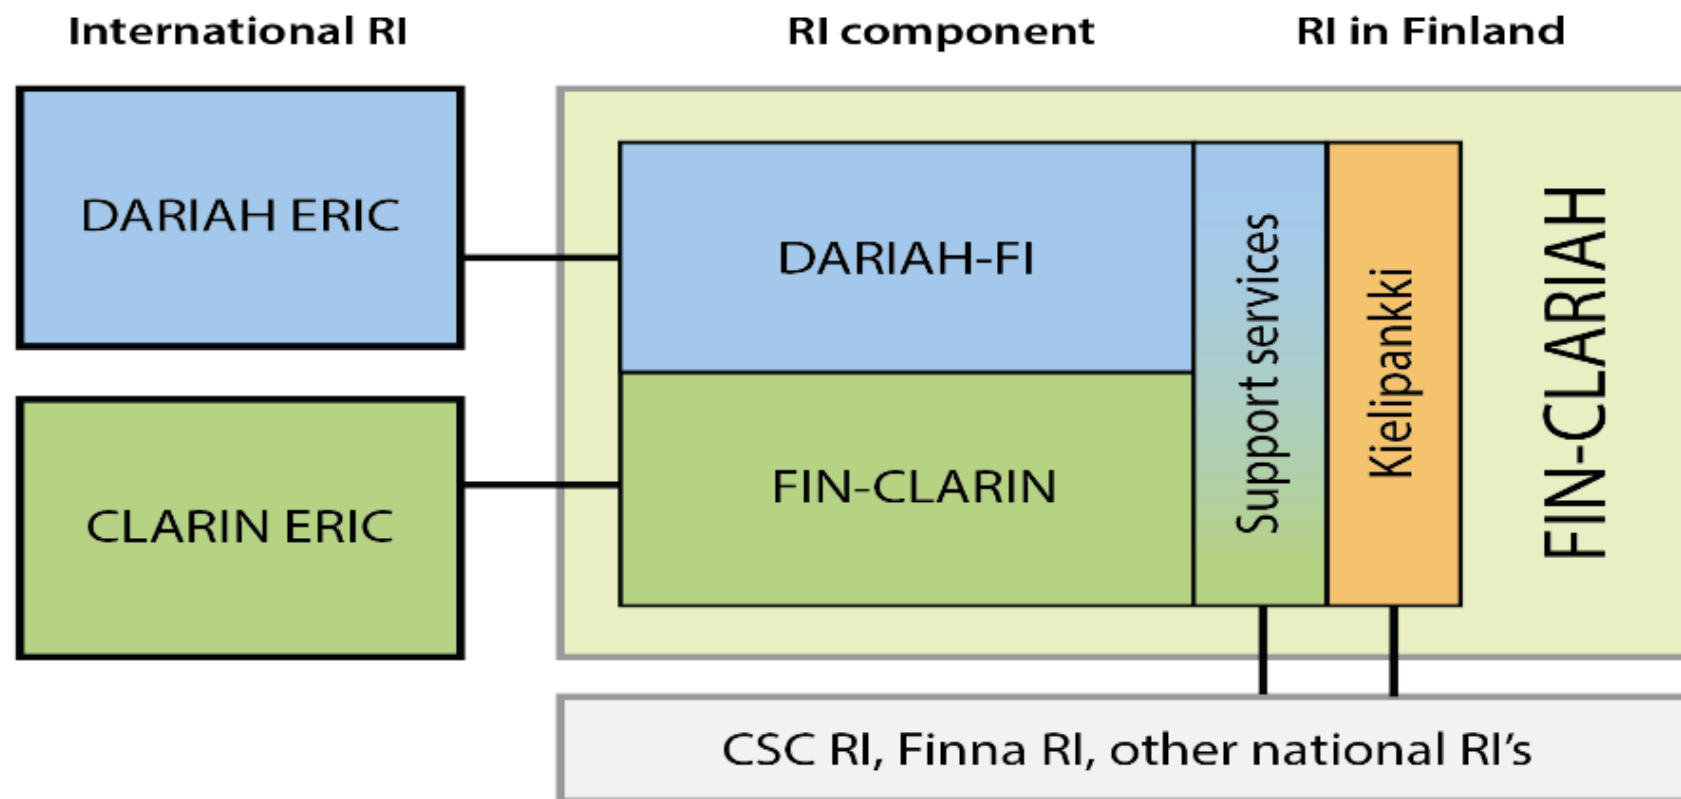 International RI
RI component
RI in Finland
DARIAH ERIC
CLARIN ERIC
DARIAH-FI
FIN-CLARIN
Support services
Kielipankki
FIN-CLARIAH
CSC RI, Finna RI, other national RI’s